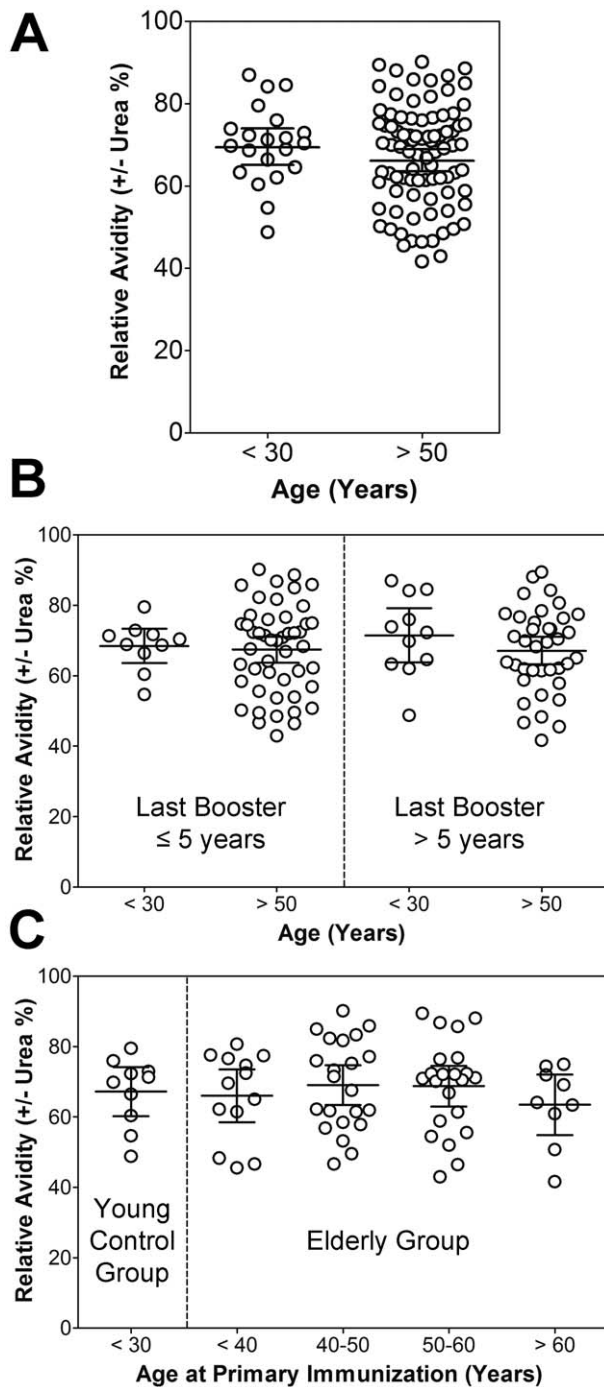 A
Relative Avidity (+/- Urea %)
100
80
60
40
20
0
< 30
> 50
Age (Years)
B
Relative Avidity (+/- Urea %)
100
80
60
40
20
0
Last Booster
≤ 5 years
Last Booster
> 5 years
< 30
> 50
< 30
> 50
Age (Years)
C
Relative Avidity (+/- Urea %)
100
80
60
40
20
0
Young
Control
Group
Elderly Group
< 30
< 40
40-50
50-60
> 60
Age at Primary Immunization (Years)